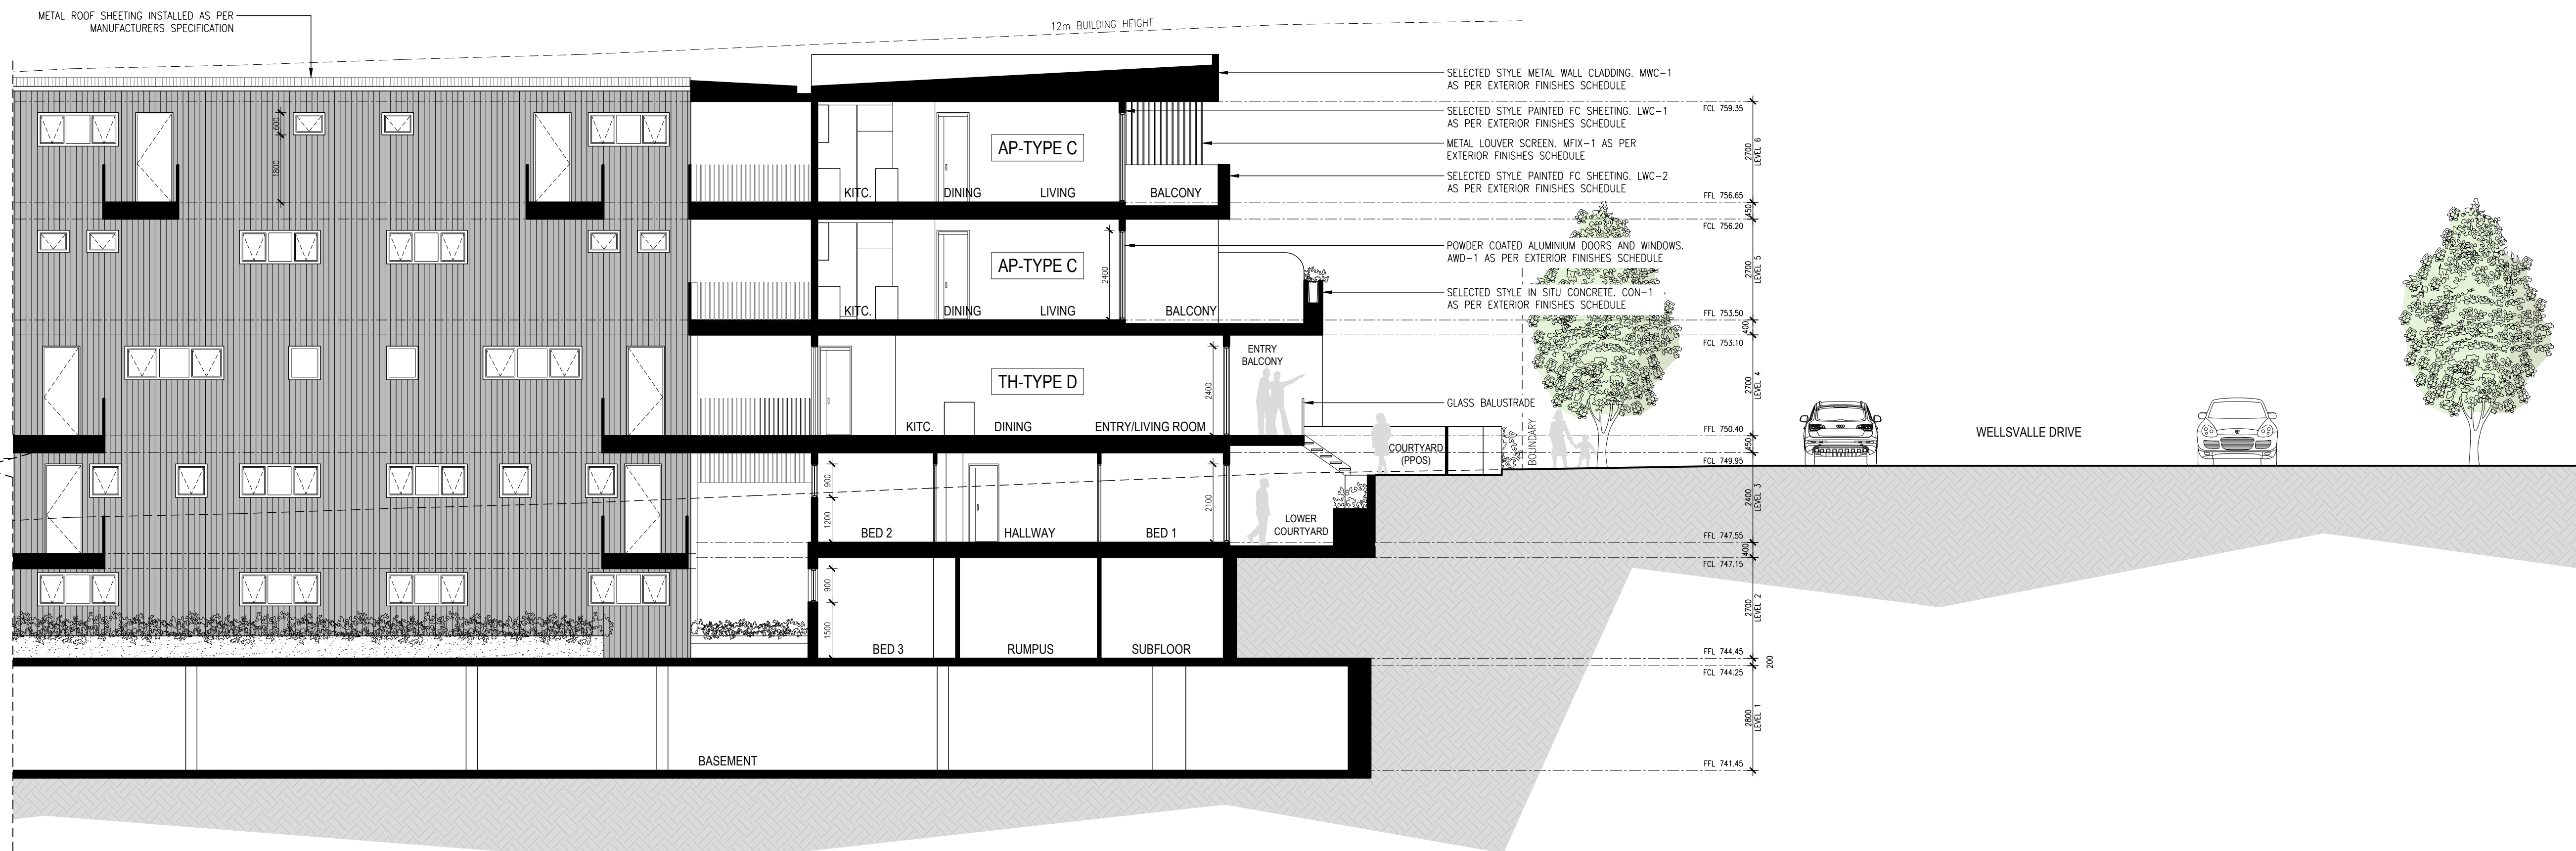 METAL ROOF SHEETING INSTALLED AS PER
MANUFACTURERS SPECIFICATION
12m BUILDING HEIGHT
SELECTED STYLE METAL WALL CLADDING. MWC-1
AS PER EXTERIOR FINISHES SCHEDULE
SELECTED STYLE PAINTED FC SHEETING. LWC-1
AS PER EXTERIOR FINISHES SCHEDULE
METAL LOUVER SCREEN. MFIX-1 AS PER
EXTERIOR FINISHES SCHEDULE
SELECTED STYLE PAINTED FC SHEETING. LWC-2
AS PER EXTERIOR FINISHES SCHEDULE
POWDER COATED ALUMINIUM DOORS AND WINDOWS.
AWD-1 AS PER EXTERIOR FINISHES SCHEDULE
SELECTED STYLE IN SITU CONCRETE. CON-1
AS PER EXTERIOR FINISHES SCHEDULE
GLASS BALUSTRADE
600
1800
AP-TYPE C
KITC.
DINING
LIVING
BALCONY
AP-TYPE C
2400
KITC.
DINING
LIVING
BALCONY
TH-TYPE D
2400
KITC.
DINING
ENTRY/LIVING ROOM
ENTRY
BALCONY
COURTYARD
(PPOS)
BOUNDARY
900
1200
2100
BED 2
HALLWAY
BED 1
LOWER
COURTYARD
900
1500
BED 3
RUMPUS
SUBFLOOR
BASEMENT
FCL 759.35
2700
LEVEL 6
FFL 756.65
450
FCL 756.20
2700
LEVEL 5
FFL 753.50
400
FCL 753.10
2700
LEVEL 4
FFL 750.40
450
FCL 749.95
2400
LEVEL 3
FFL 747.55
400
FCL 747.15
2700
LEVEL 2
FFL 744.45
200
FCL 744.25
2800
LEVEL 1
FFL 741.45
WELLSVALLE DRIVE